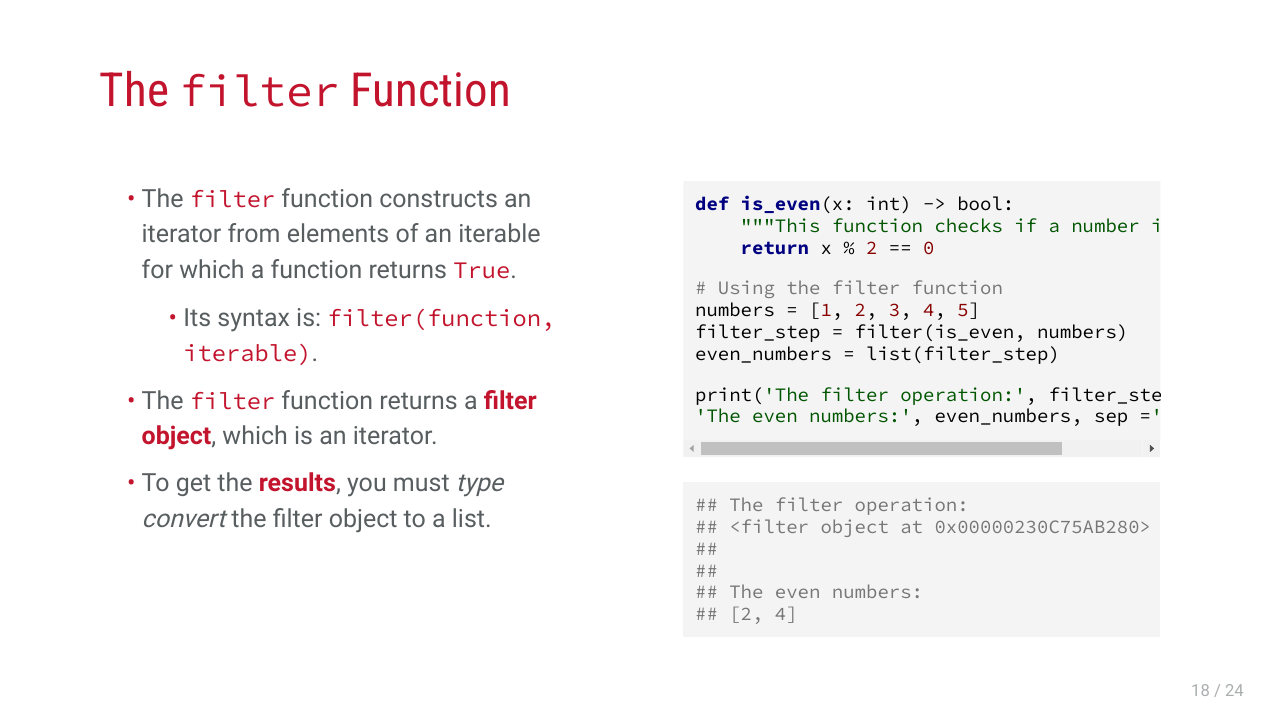 The filter Function
• The filter function constructs an
iterator from elements of an iterable
for which a function returns True.
• Its syntax is: filter(function,
iterable).
• The filter function returns a filter
object, which is an iterator.
• To get the results, you must type
convert the filter object to a list.
def is_even(x: int) -> bool:
    """This function checks if a number i
    return x % 2 == 0
# Using the filter function
numbers = [1, 2, 3, 4, 5]
filter_step = filter(is_even, numbers)
even_numbers = list(filter_step)
print('The filter operation:', filter_ste
'The even numbers:', even_numbers, sep ='
## The filter operation:
## <filter object at 0x00000230C75AB280>
##
##
## The even numbers:
## [2, 4]
18 / 24